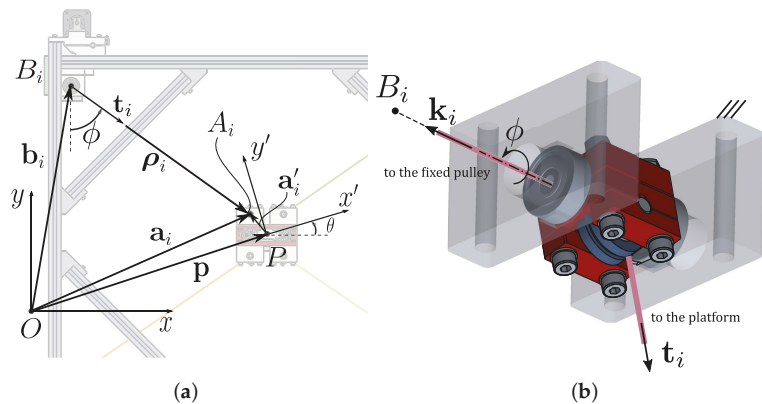 B_i
t_i
ϕ
A_i
y′
ρ_i
b_i
a′_i
x′
y
a_i
θ
P
p
O
x
(a)
B_i
k_i
ϕ
to the fixed pulley
to the platform
t_i
(b)